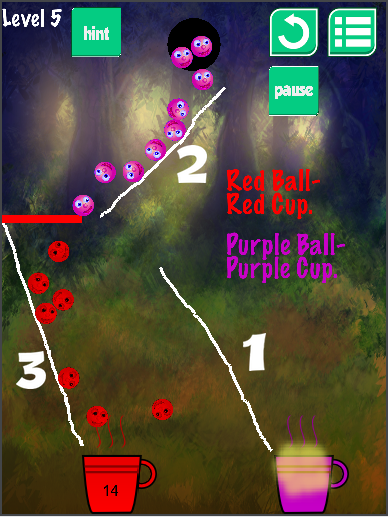 Level 5
hint
pause
2
Red Ball-
Red Cup.
Purple Ball-
Purple Cup.
1
3
14